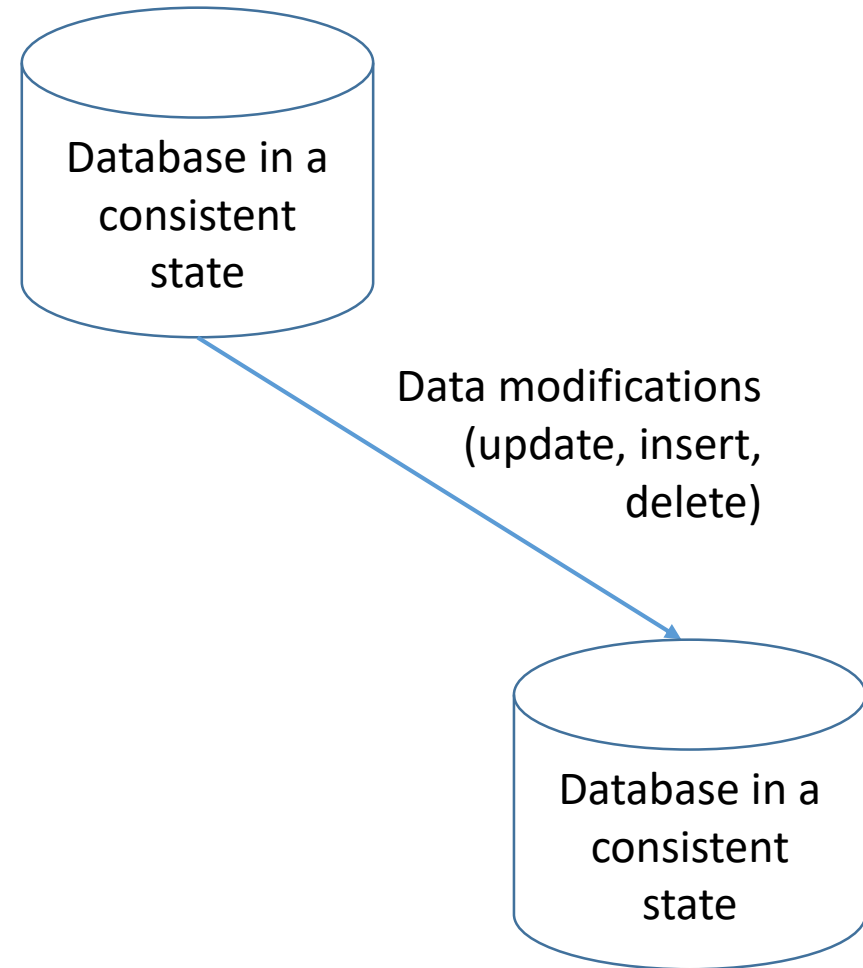 Database in a
consistent
state
Data modifications
(update, insert,
delete)
Database in a
consistent
state